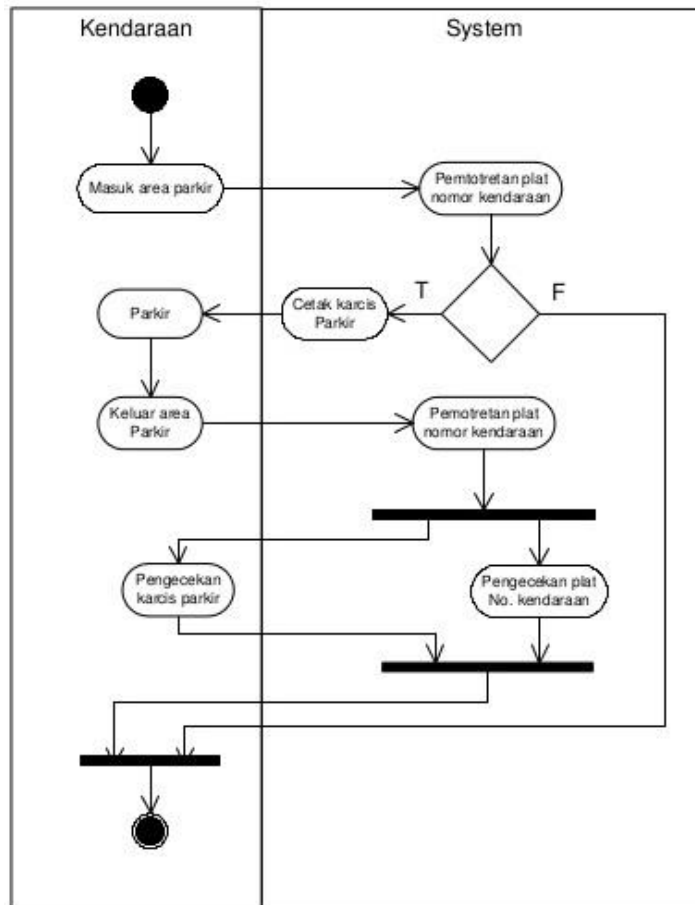 Kendaraan
System
Masuk area parkir
Pemtotretan plat
nomor kendaraan
T
F
Cetak karcis
Parkir
Parkir
Keluar area
Parkir
Pemotretan plat
nomor kendaraan
Pengecekan
karcis parkir
Pengecekan plat
No. kendaraan